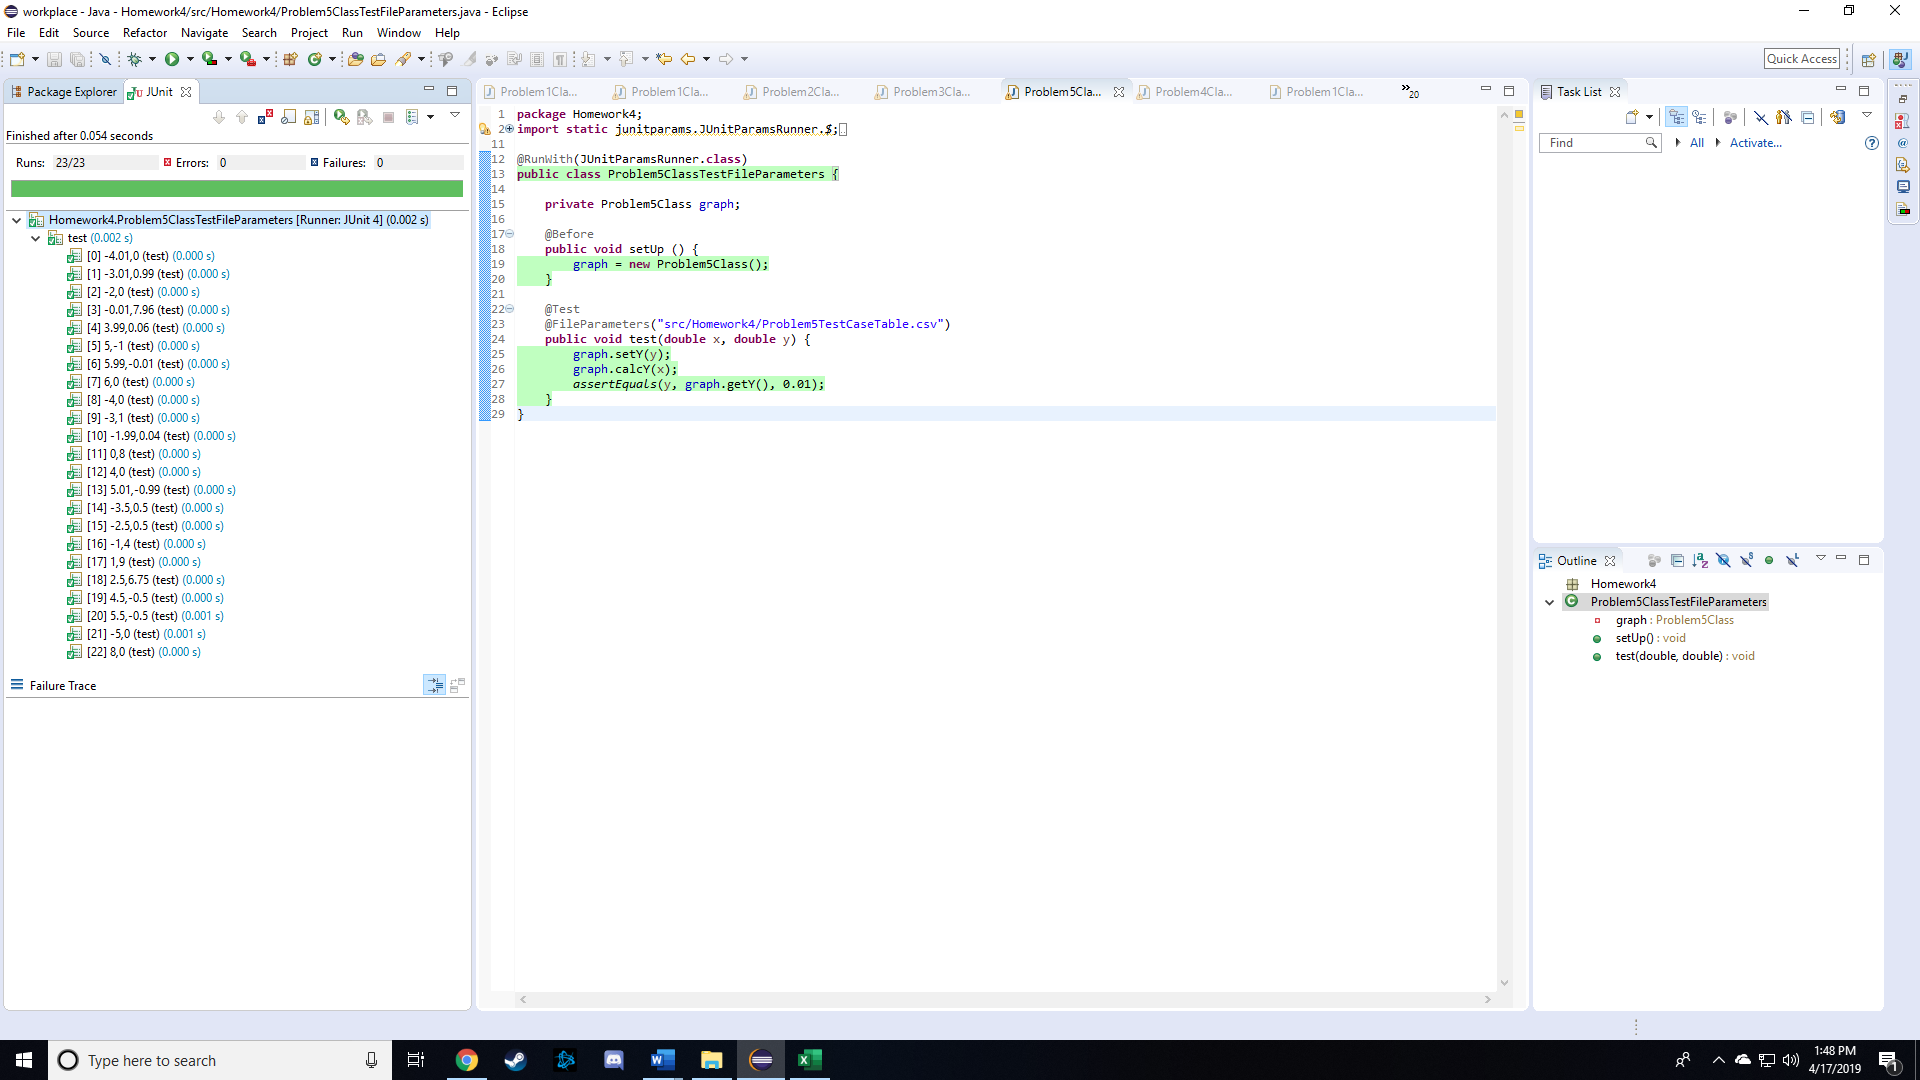 workplace - Java - Homework4/src/Homework4/Problem5ClassTestFileParameters.java - Eclipse
File Edit Source Refactor Navigate Search Project Run Window Help
Quick Access
Package Explorer JUnit
Finished after 0.054 seconds
Runs: 23/23 Errors: 0 Failures: 0
Homework4.Problem5ClassTestFileParameters [Runner: JUnit 4] (0.002 s)
test (0.002 s)
[0] -4.01,0 (test) (0.000 s)
[1] -3.01,0.99 (test) (0.000 s)
[2] -2,0 (test) (0.000 s)
[3] -0.01,7.96 (test) (0.000 s)
[4] 3.99,0.06 (test) (0.000 s)
[5] 5,-1 (test) (0.000 s)
[6] 5.99,-0.01 (test) (0.000 s)
[7] 6,0 (test) (0.000 s)
[8] -4,0 (test) (0.000 s)
[9] -3,1 (test) (0.000 s)
[10] -1.99,0.04 (test) (0.000 s)
[11] 0,8 (test) (0.000 s)
[12] 4,0 (test) (0.000 s)
[13] 5.01,-0.99 (test) (0.000 s)
[14] -3.5,0.5 (test) (0.000 s)
[15] -2.5,0.5 (test) (0.000 s)
[16] -1,4 (test) (0.000 s)
[17] 1,9 (test) (0.000 s)
[18] 2.5,6.75 (test) (0.000 s)
[19] 4.5,-0.5 (test) (0.000 s)
[20] 5.5,-0.5 (test) (0.001 s)
[21] -5,0 (test) (0.001 s)
[22] 8,0 (test) (0.000 s)
Failure Trace
Problem1Cla... Problem1Cla... Problem2Cla... Problem3Cla... Problem5Cla... Problem4Cla... Problem1Cla... »20
1 package Homework4;
2 import static junitparams.JUnitParamsRunner.$;
11
12 @RunWith(JUnitParamsRunner.class)
13 public class Problem5ClassTestFileParameters {
14
15 private Problem5Class graph;
16
17 @Before
18 public void setUp () {
19 graph = new Problem5Class();
20 }
21
22 @Test
23 @FileParameters("src/Homework4/Problem5TestCaseTable.csv")
24 public void test(double x, double y) {
25 graph.setY(y);
26 graph.calcY(x);
27 assertEquals(y, graph.getY(), 0.01);
28 }
29 }
Task List
Find All Activate...
Outline
Homework4
Problem5ClassTestFileParameters
graph : Problem5Class
setUp() : void
test(double, double) : void
Type here to search
1:48 PM
4/17/2019
1